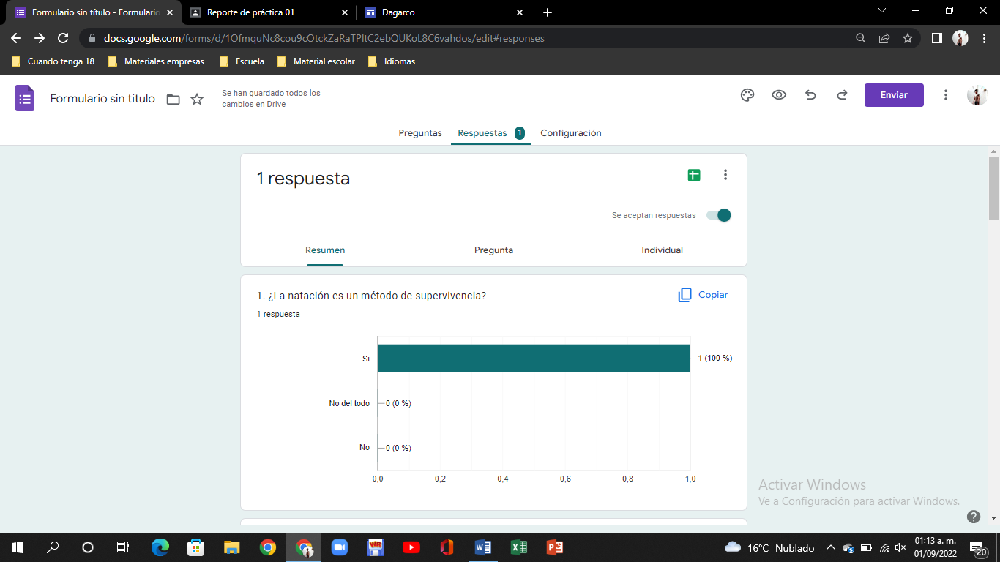 Formulario sin título - Formulario
Reporte de práctica 01
Dagarco
docs.google.com/forms/d/1OfmquNc8cou9cOtckZaRaTPltC2ebQUKoL8C6vahdos/edit#responses
Cuando tenga 18
Materiales empresas
Escuela
Material escolar
Idiomas
Formulario sin título
Se han guardado todos los
cambios en Drive
Enviar
Preguntas
Respuestas 1
Configuración
1 respuesta
Se aceptan respuestas
Resumen
Pregunta
Individual
1. ¿La natación es un método de supervivencia?
Copiar
1 respuesta
Si
1 (100 %)
No del todo
0 (0 %)
No
0 (0 %)
0,0
0,2
0,4
0,6
0,8
1,0
Activar Windows
Ve a Configuración para activar Windows.
WR
16°C Nublado
01:13 a. m.
01/09/2022
20